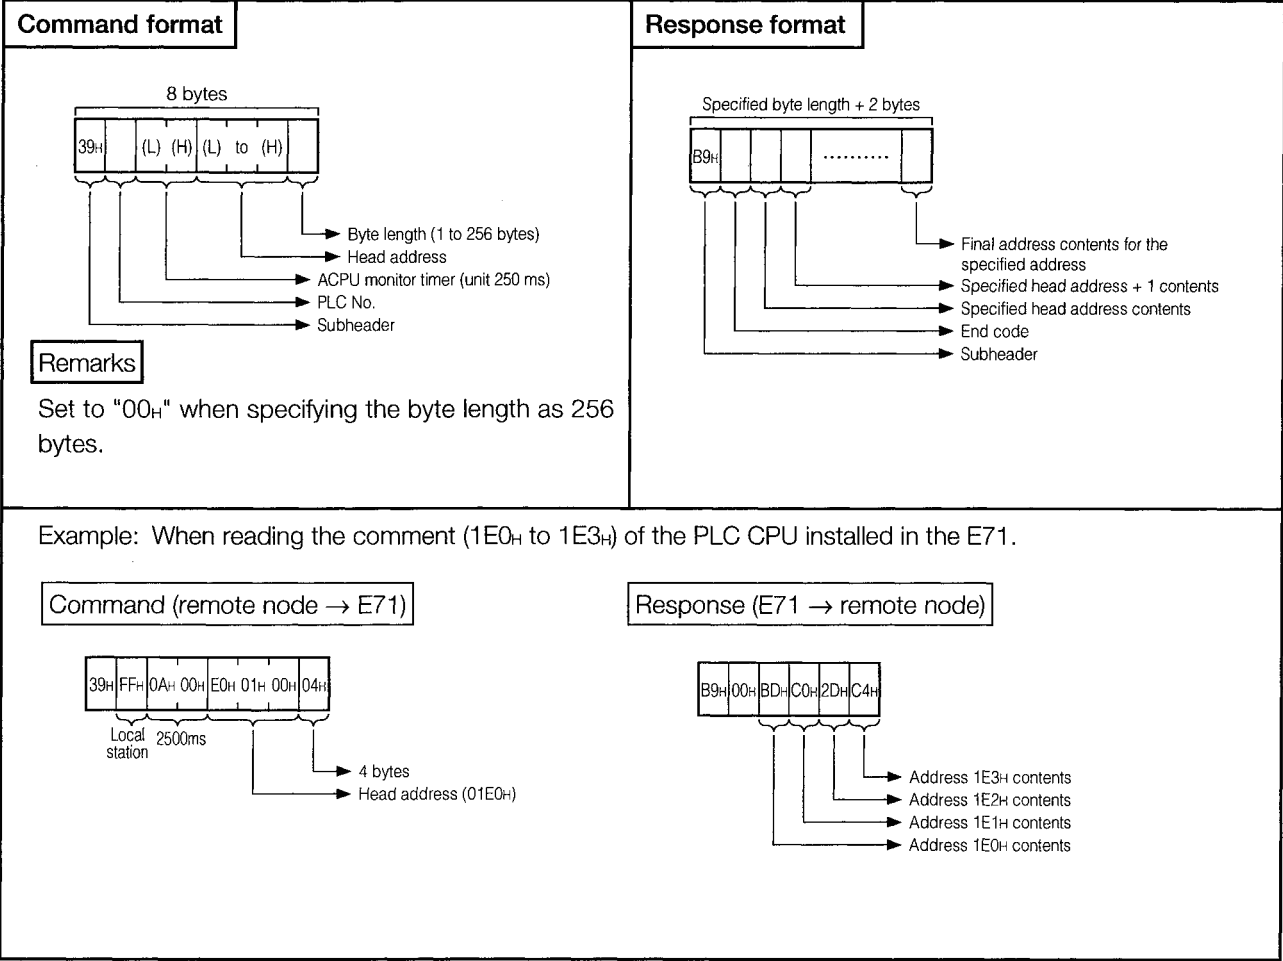 Command format
8 bytes
39H (L) (H) (L) to (H)
Byte length (1 to 256 bytes)
Head address
ACPU monitor timer (unit 250 ms)
PLC No.
Subheader
Remarks
Set to "00H" when specifying the byte length as 256
bytes.
Response format
Specified byte length + 2 bytes
B9H ··········
Final address contents for the
specified address
Specified head address + 1 contents
Specified head address contents
End code
Subheader
Example: When reading the comment (1E0H to 1E3H) of the PLC CPU installed in the E71.
Command (remote node → E71)
39H FFH 0AH 00H E0H 01H 00H 04H
Local
station
2500ms
4 bytes
Head address (01E0H)
Response (E71 → remote node)
B9H 00H BDH C0H 2DH C4H
Address 1E3H contents
Address 1E2H contents
Address 1E1H contents
Address 1E0H contents